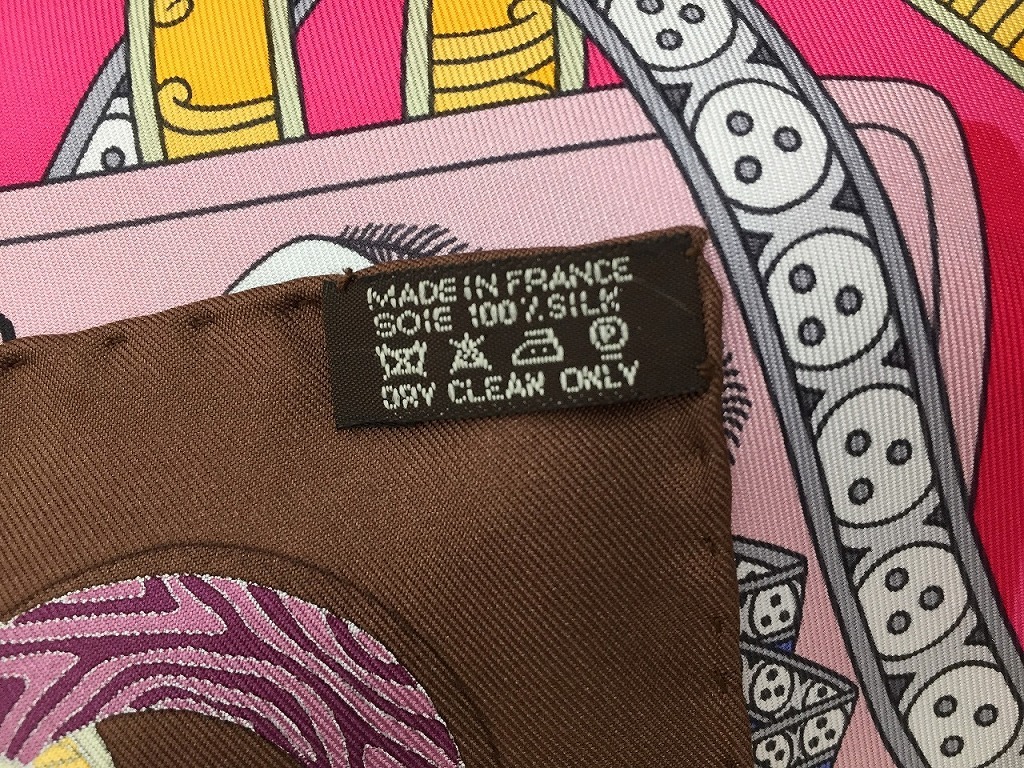 MADE IN FRANCE
SOIE 100% SILK
DRY CLEAN ONLY